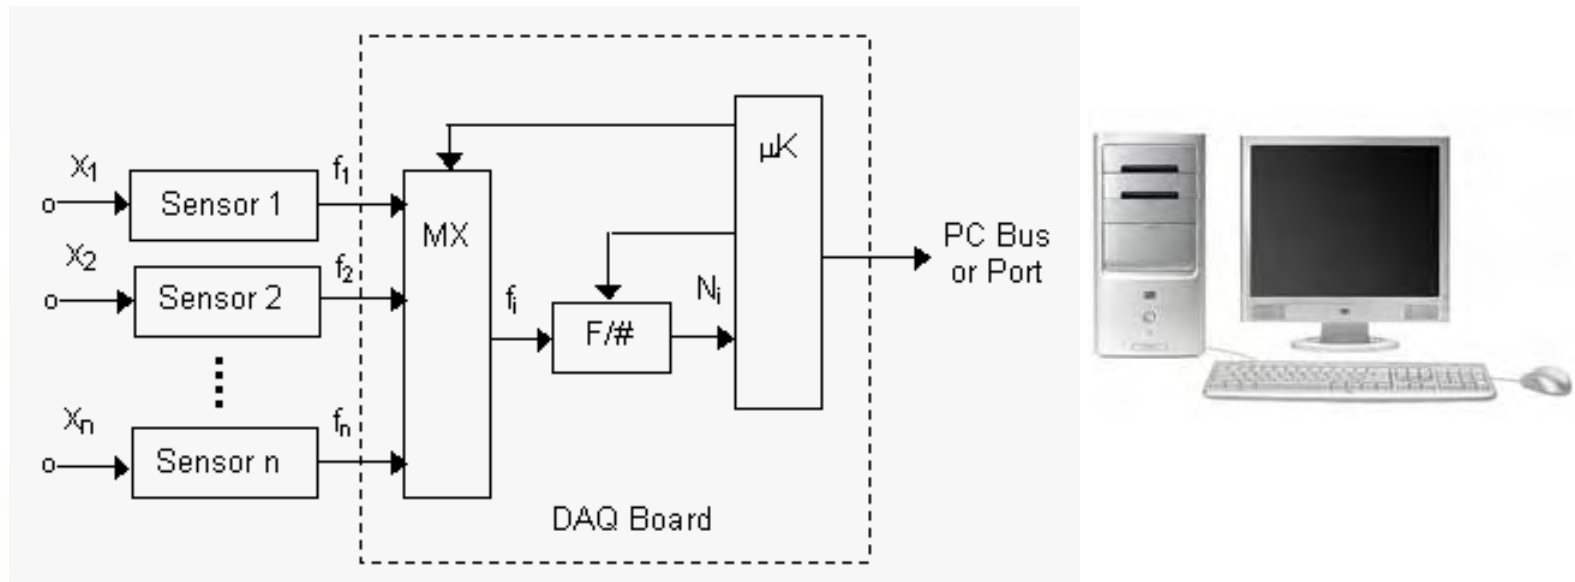 X1
Sensor 1
f1
X2
Sensor 2
f2
Xn
Sensor n
fn
MX
fi
F/#
Ni
μK
DAQ Board
PC Bus
or Port